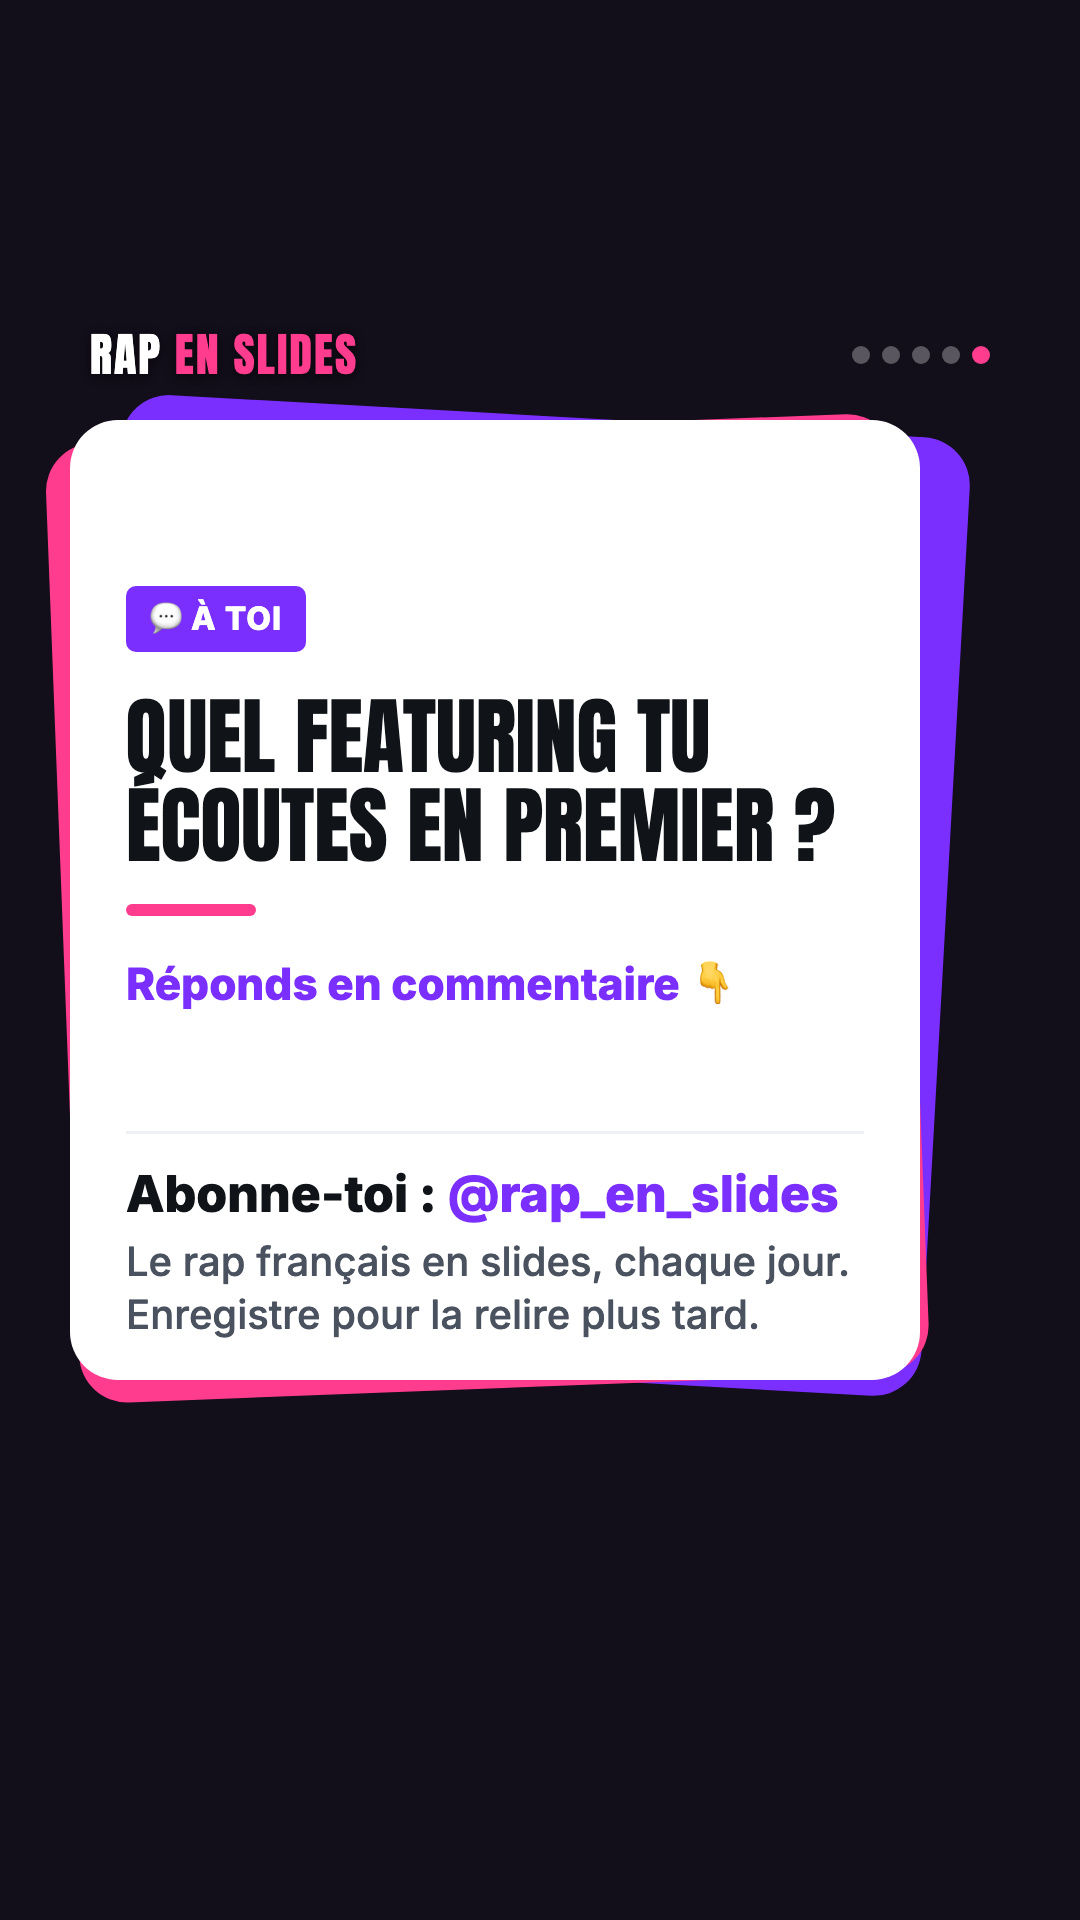 RAP EN SLIDES
💬 À TOI
QUEL FEATURING TU
ÉCOUTES EN PREMIER ?
Réponds en commentaire 👇
Abonne-toi : @rap_en_slides
Le rap français en slides, chaque jour.
Enregistre pour la relire plus tard.